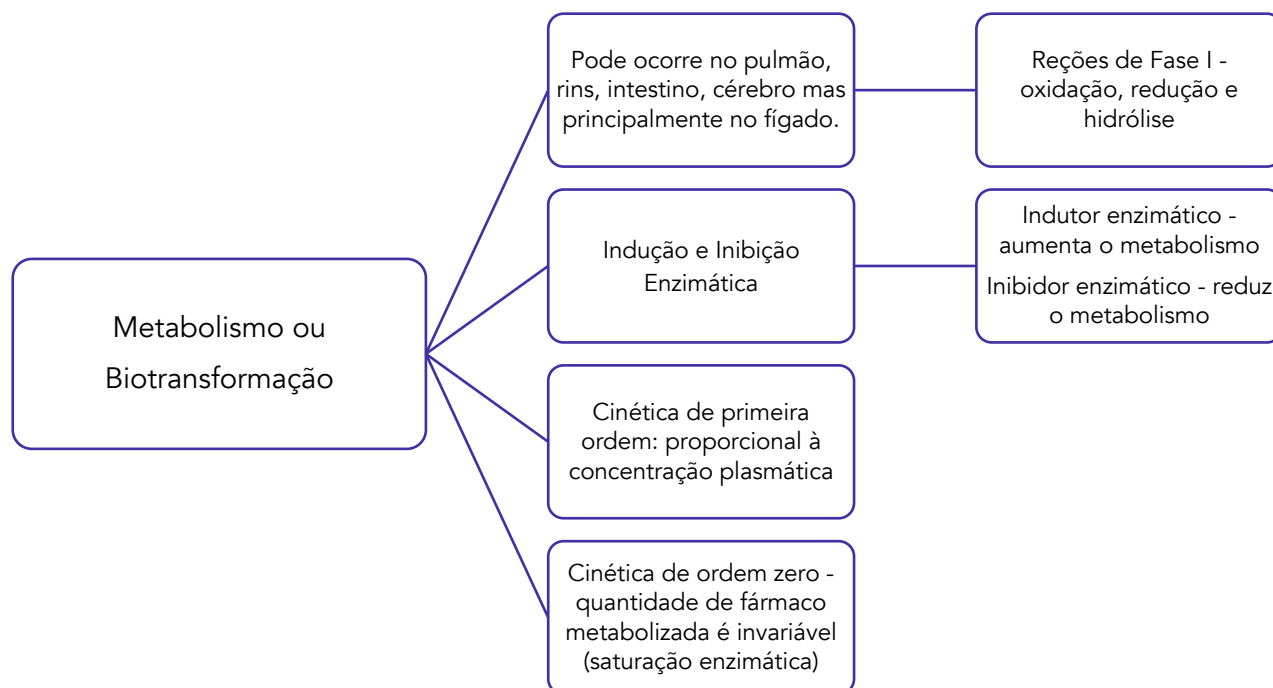 Metabolismo ou
Biotransformação
Pode ocorre no pulmão,
rins, intestino, cérebro mas
principalmente no fígado.
Reções de Fase I -
oxidação, redução e
hidrólise
Indução e Inibição
Enzimática
Indutor enzimático -
aumenta o metabolismo
Inibidor enzimático - reduz
o metabolismo
Cinética de primeira
ordem: proporcional à
concentração plasmática
Cinética de ordem zero -
quantidade de fármaco
metabolizada é invariável
(saturação enzimática)